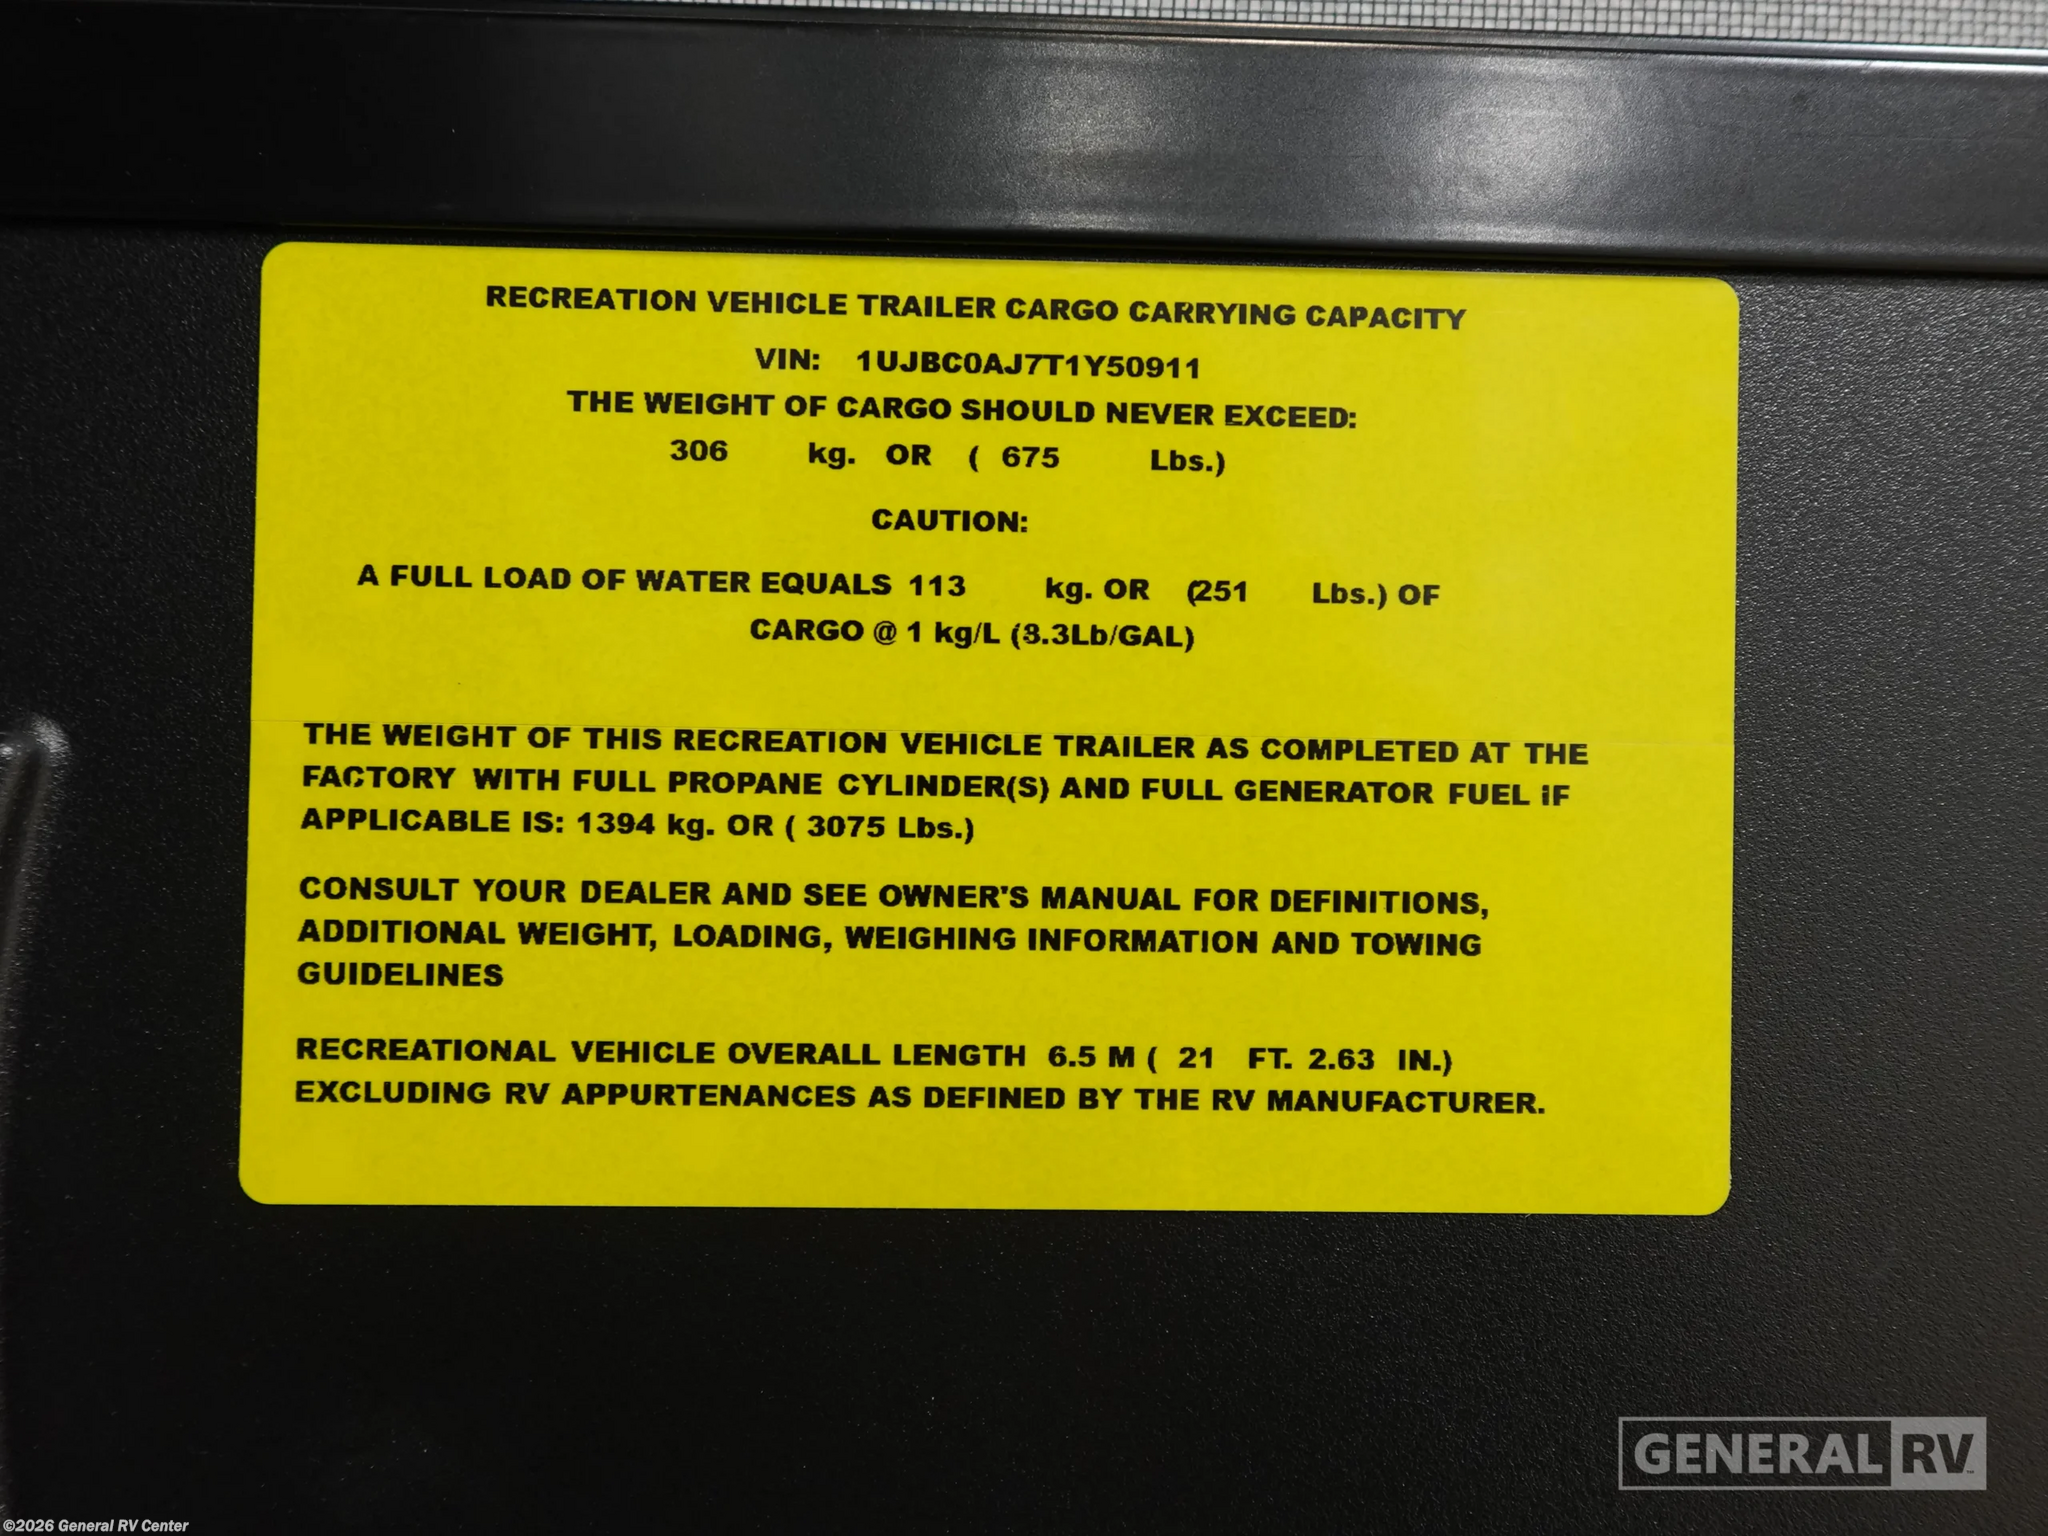 RECREATION VEHICLE TRAILER CARGO CARRYING CAPACITY
VIN: 1UJBC0AJ7T1Y50911
THE WEIGHT OF CARGO SHOULD NEVER EXCEED:
306 kg. OR ( 675 Lbs.)
CAUTION:
A FULL LOAD OF WATER EQUALS 113 kg. OR (251 Lbs.) OF
CARGO @ 1 kg/L (8.3Lb/GAL)
THE WEIGHT OF THIS RECREATION VEHICLE TRAILER AS COMPLETED AT THE
FACTORY WITH FULL PROPANE CYLINDER(S) AND FULL GENERATOR FUEL IF
APPLICABLE IS: 1394 kg. OR ( 3075 Lbs.)
CONSULT YOUR DEALER AND SEE OWNER'S MANUAL FOR DEFINITIONS,
ADDITIONAL WEIGHT, LOADING, WEIGHING INFORMATION AND TOWING
GUIDELINES
RECREATIONAL VEHICLE OVERALL LENGTH 6.5 M ( 21 FT. 2.63 IN.)
EXCLUDING RV APPURTENANCES AS DEFINED BY THE RV MANUFACTURER.
GENERAL RV
©2026 General RV Center